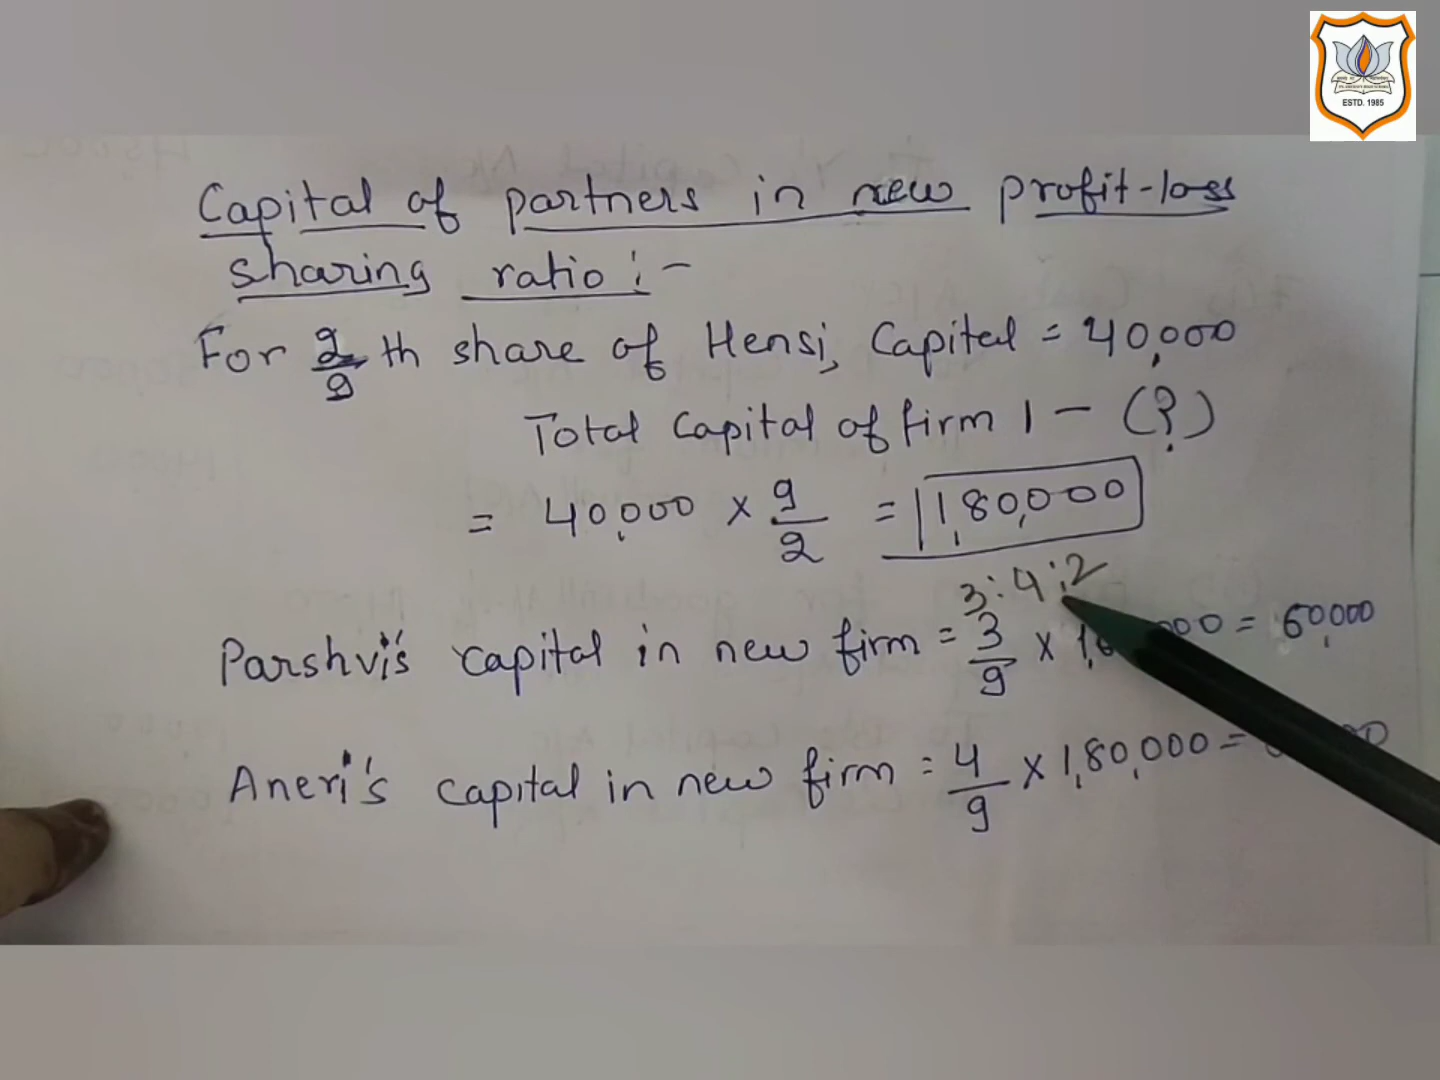 ESTD. 1985
Capital of partners in new profit-loss
sharing ratio :-
For 2/9 th share of Hensi, Capital = 40,000
Total Capital of firm 1 - (?)
= 40,000 × 9/2 = 1,80,000
3:4:2
Parshvi's capital in new firm = 3/9 × = 60,000
Aneri's capital in new firm = 4/9 × 1,80,000 =